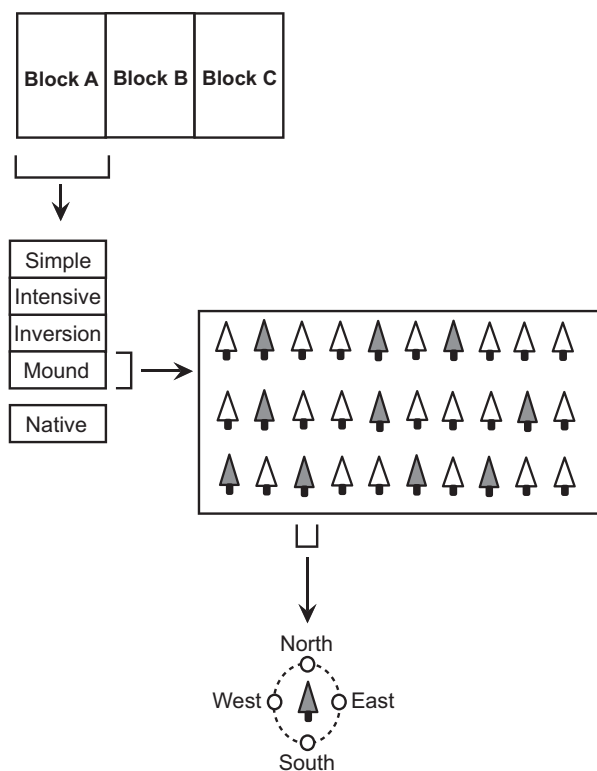 Block A Block B Block C
Simple
Intensive
Inversion
Mound
Native
North
West East
South